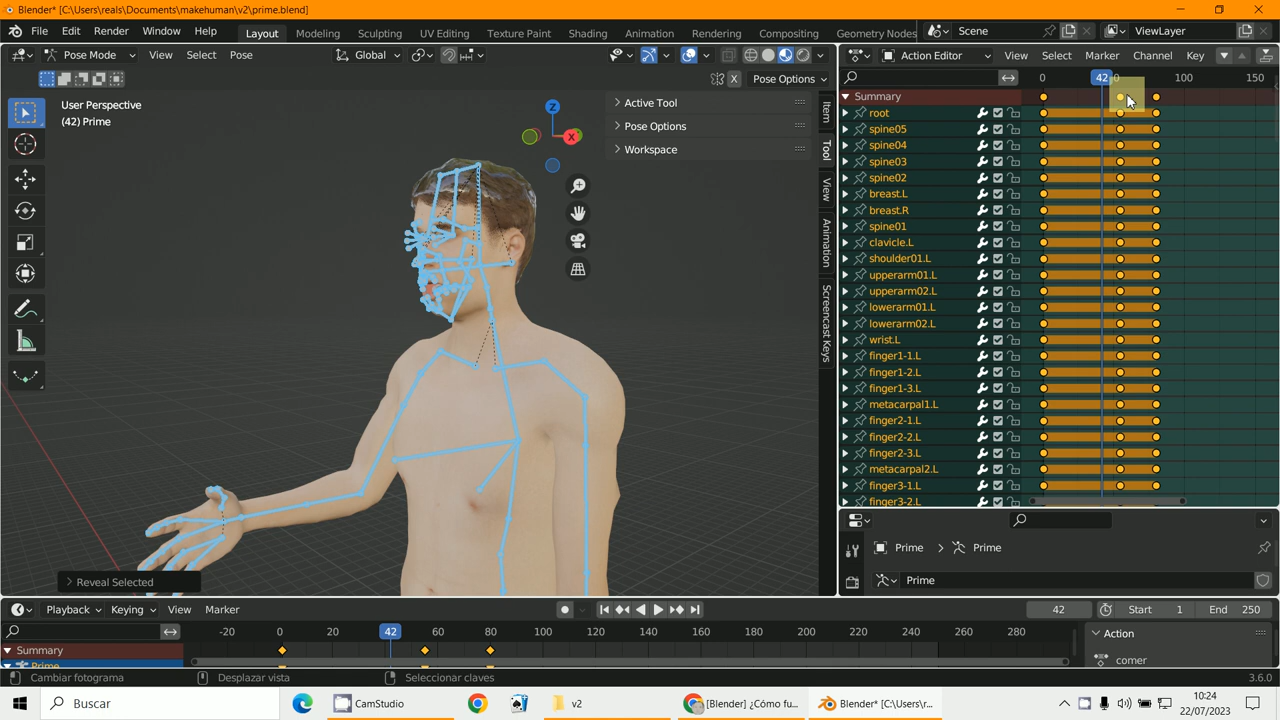 Blender* [C:\Users\reals\Documents\makehuman\v2\prime.blend]
File Edit Render Window Help Layout Modeling Sculpting UV Editing Texture Paint Shading Animation Rendering Compositing Geometry Nodes Scene ViewLayer
Pose Mode View Select Pose Global
Action Editor View Select Marker Channel Key
X Pose Options
0 42 0 100 150
User Perspective
(42) Prime
Z
X
Active Tool
Pose Options
Workspace
Item
Tool
View
Animation
Screencast Keys
Summary
root
spine05
spine04
spine03
spine02
breast.L
breast.R
spine01
clavicle.L
shoulder01.L
upperarm01.L
upperarm02.L
lowerarm01.L
lowerarm02.L
wrist.L
finger1-1.L
finger1-2.L
finger1-3.L
metacarpal1.L
finger2-1.L
finger2-2.L
finger2-3.L
metacarpal2.L
finger3-1.L
finger3-2.L
Reveal Selected
Prime Prime
Prime
Playback Keying View Marker 42 Start 1 End 250
-20 0 20 42 60 80 100 120 140 160 180 200 220 240 260 280
Summary
Prime
Action
comer
Cambiar fotograma Desplazar vista Seleccionar claves 3.6.0
Buscar CamStudio v2 [Blender] ¿Cómo fu... Blender* [C:\Users\r...
10:24
22/07/2023